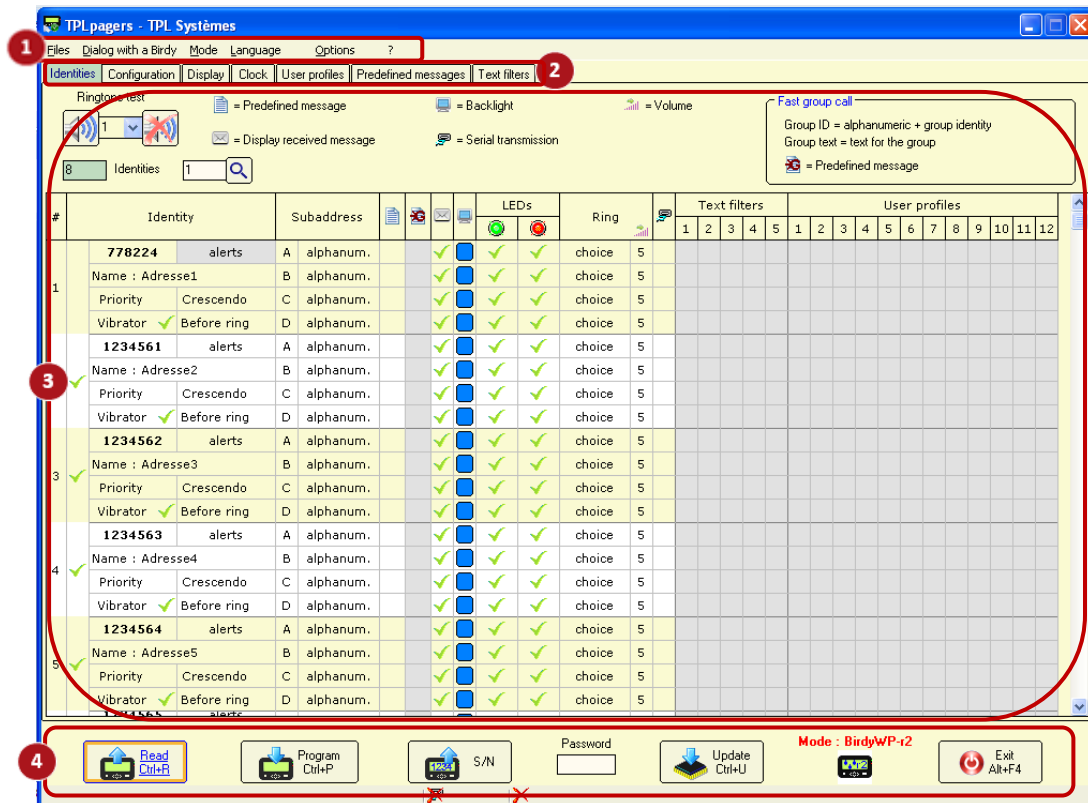 TPLpagers - TPL Systèmes
1
Files Dialog with a Birdy Mode Language Options ?
Identities Configuration Display Clock User profiles Predefined messages Text filters 2
Ringtone test
1
= Predefined message
= Backlight
= Volume
= Display received message
= Serial transmission
Fast group call
Group ID = alphanumeric + group identity
Group text = text for the group
= Predefined message
8 Identities 1
# Identity Subaddress LEDs Ring Text filters User profiles
1 2 3 4 5 1 2 3 4 5 6 7 8 9 10 11 12
778224 alerts A alphanum. choice 5
Name : Adresse1 B alphanum. choice 5
1
Priority Crescendo C alphanum. choice 5
Vibrator Before ring D alphanum. choice 5
1234561 alerts A alphanum. choice 5
Name : Adresse2 B alphanum. choice 5
3
Priority Crescendo C alphanum. choice 5
Vibrator Before ring D alphanum. choice 5
1234562 alerts A alphanum. choice 5
Name : Adresse3 B alphanum. choice 5
3
Priority Crescendo C alphanum. choice 5
Vibrator Before ring D alphanum. choice 5
1234563 alerts A alphanum. choice 5
Name : Adresse4 B alphanum. choice 5
4
Priority Crescendo C alphanum. choice 5
Vibrator Before ring D alphanum. choice 5
1234564 alerts A alphanum. choice 5
Name : Adresse5 B alphanum. choice 5
5
Priority Crescendo C alphanum. choice 5
Vibrator Before ring D alphanum. choice 5
1234565 alerts
4
Read
Ctrl+R
Program
Ctrl+P
1234
S/N
Password
Update
Ctrl+U
Mode : BirdyWP-r2
r2
Exit
Alt+F4